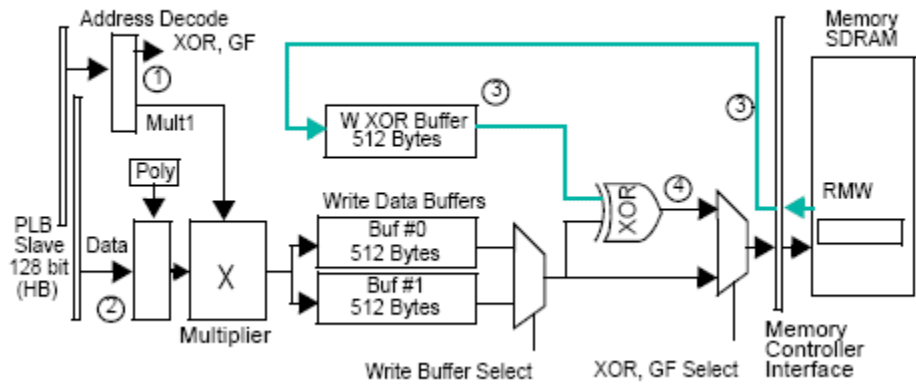 Address Decode
XOR, GF
1
Mult1
Poly
PLB
Slave
128 bit
(HB)
Data
2
X
Multiplier
W XOR Buffer
512 Bytes
3
Write Data Buffers
Buf #0
512 Bytes
Buf #1
512 Bytes
Write Buffer Select
XOR
4
XOR, GF Select
3
Memory
SDRAM
RMW
Memory
Controller
Interface